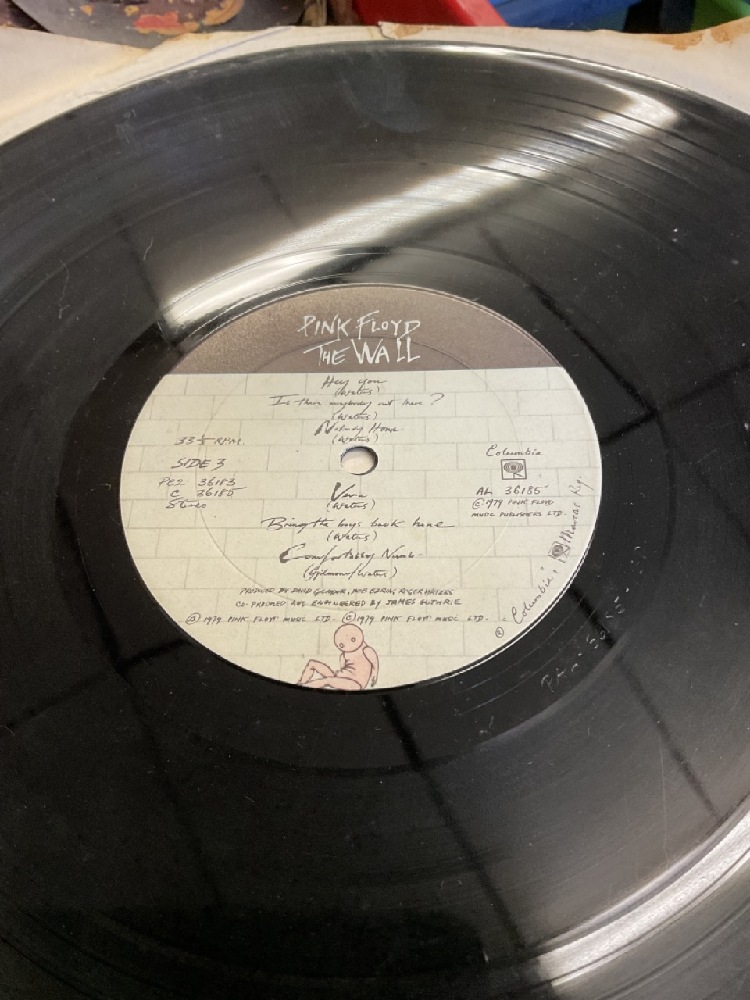 PINK FLOYD
THE WALL
Hey you
(Waters)
Is there anybody out there?
(Waters)
Nobody Home
(Waters)
33⅓ RPM.
SIDE 3
PC2 36183
C 36185
Stereo
Columbia
AL 36185
©1979 PINK FLOYD
MUSIC PUBLISHERS LTD.
Vera
(Waters)
Bring the boys back home
(Waters)
Comfortably Numb
(Gilmour/Waters)
PRODUCED BY DAVID GILMOUR, BOB EZRIN, ROGER WATERS
CO-PRODUCED AND ENGINEERED BY JAMES GUTHRIE
℗ 1979 PINK FLOYD MUSIC LTD. ©1979 PINK FLOYD MUSIC LTD.
® "Columbia", Marcas Reg.